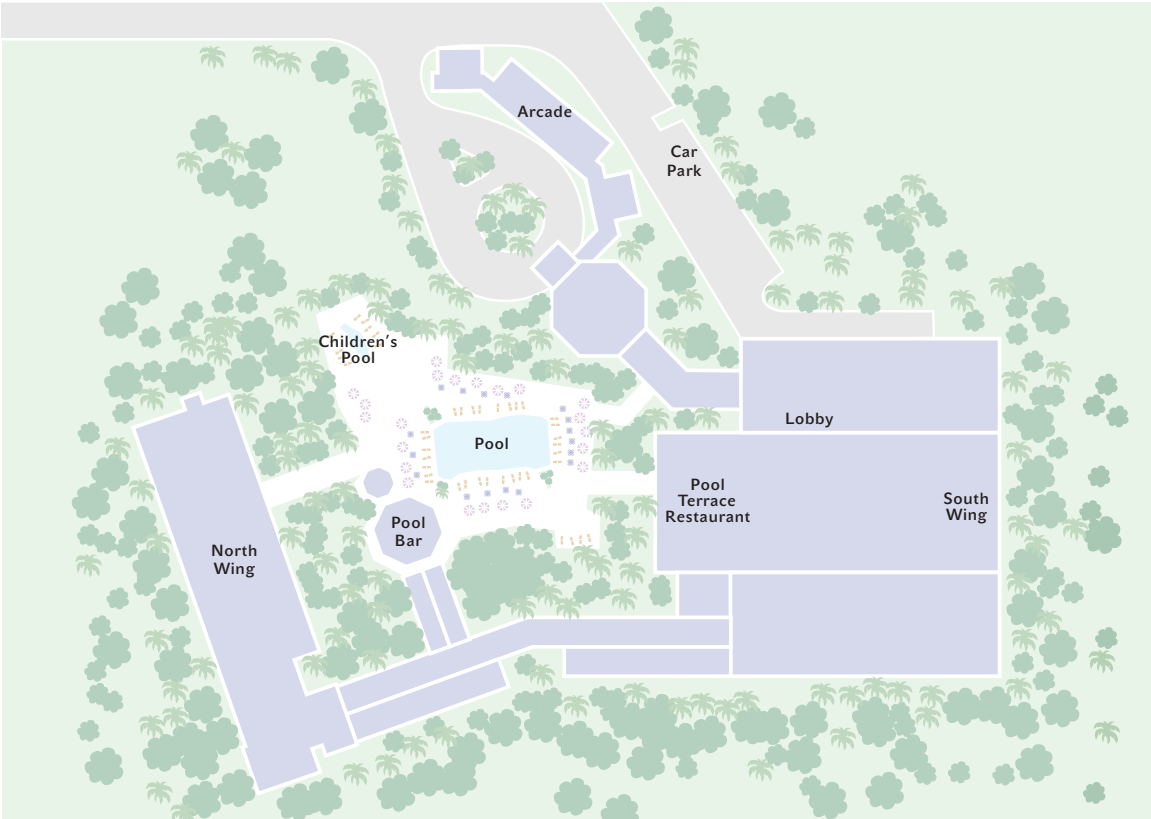 Arcade
Car
Park
Children's
Pool
Lobby
Pool
Pool
Terrace
Restaurant
South
Wing
Pool
Bar
North
Wing